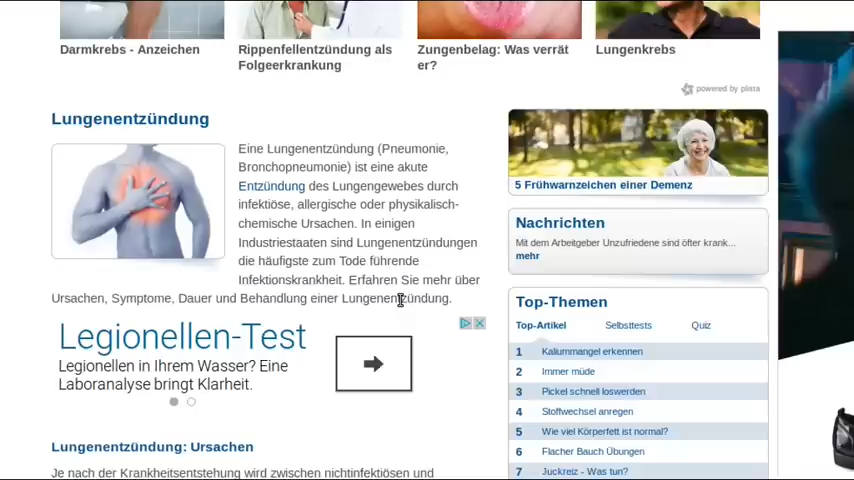 Darmkrebs - Anzeichen
Rippenfellentzündung als
Folgeerkrankung
Zungenbelag: Was verrät
er?
Lungenkrebs
powered by plista
Lungenentzündung
Eine Lungenentzündung (Pneumonie,
Bronchopneumonie) ist eine akute
Entzündung des Lungengewebes durch
infektiöse, allergische oder physikalisch-
chemische Ursachen. In einigen
Industriestaaten sind Lungenentzündungen
die häufigste zum Tode führende
Infektionskrankheit. Erfahren Sie mehr über
Ursachen, Symptome, Dauer und Behandlung einer Lungenentzündung.
Legionellen-Test
Legionellen in Ihrem Wasser? Eine
Laboranalyse bringt Klarheit.
Lungenentzündung: Ursachen
Je nach der Krankheitsentstehung wird zwischen nichtinfektiösen und
5 Frühwarnzeichen einer Demenz
Nachrichten
Mit dem Arbeitgeber Unzufriedene sind öfter krank...
mehr
Top-Themen
Top-Artikel Selbsttests Quiz
1 Kaliummangel erkennen
2 Immer müde
3 Pickel schnell loswerden
4 Stoffwechsel anregen
5 Wie viel Körperfett ist normal?
6 Flacher Bauch Übungen
7 Juckreiz - Was tun?